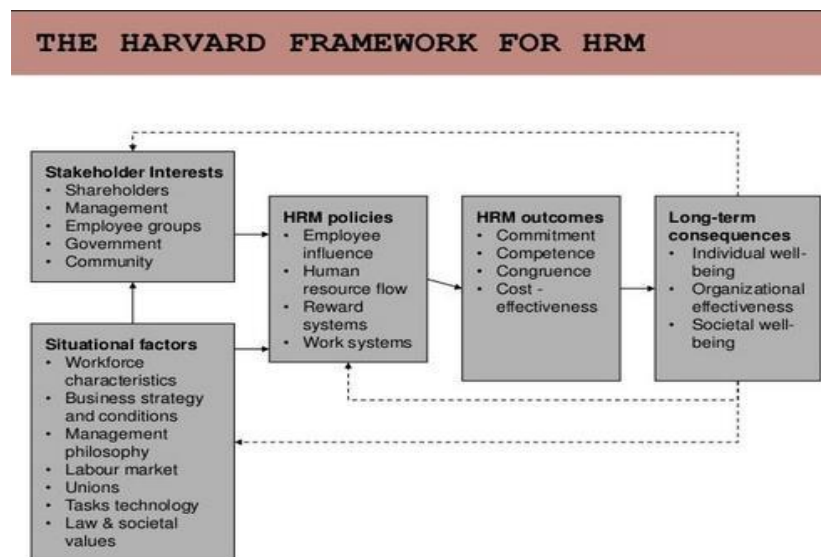 THE HARVARD FRAMEWORK FOR HRM
Stakeholder Interests
• Shareholders
• Management
• Employee groups
• Government
• Community
Situational factors
• Workforce
characteristics
• Business strategy
and conditions
• Management
philosophy
• Labour market
• Unions
• Tasks technology
• Law & societal
values
HRM policies
• Employee
influence
• Human
resource flow
• Reward
systems
• Work systems
HRM outcomes
• Commitment
• Competence
• Congruence
• Cost -
effectiveness
Long-term
consequences
• Individual well-
being
• Organizational
effectiveness
• Societal well-
being